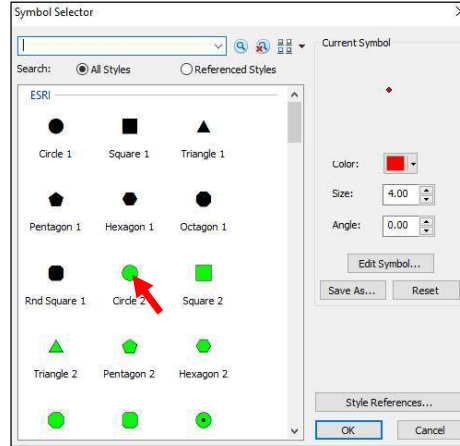 Symbol Selector
Search:
All Styles
Referenced Styles
ESRI
Circle 1
Square 1
Triangle 1
Pentagon 1
Hexagon 1
Octagon 1
Rnd Square 1
Circle 2
Square 2
Triangle 2
Pentagon 2
Hexagon 2
Current Symbol
Color:
Size:
4.00
Angle:
0.00
Edit Symbol...
Save As...
Reset
Style References...
OK
Cancel